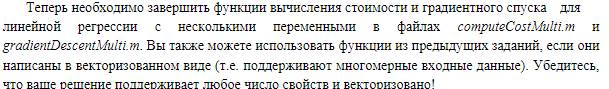 Теперь необходимо завершить функции вычисления стоимости и градиентного спуска для
линейной регрессии с несколькими переменными в файлах computeCostMulti.m и
gradientDescentMulti.m. Вы также можете использовать функции из предыдущих заданий, если они
написаны в векторизованном виде (т.е. поддерживают многомерные входные данные). Убедитесь,
что ваше решение поддерживает любое число свойств и векторизовано!